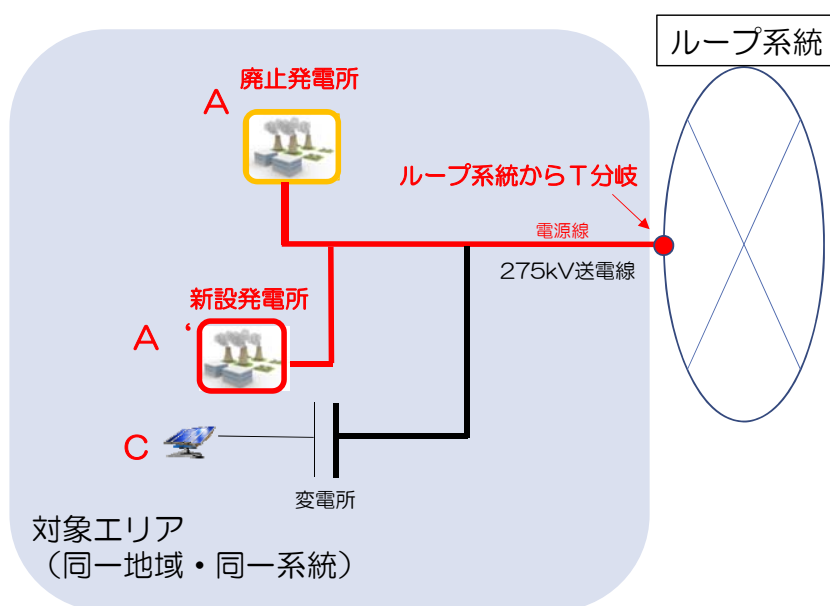 ループ系統
廃止発電所
A
ループ系統からT分岐
電源線
275kV送電線
新設発電所
A‘
C
変電所
対象エリア
（同一地域・同一系統）